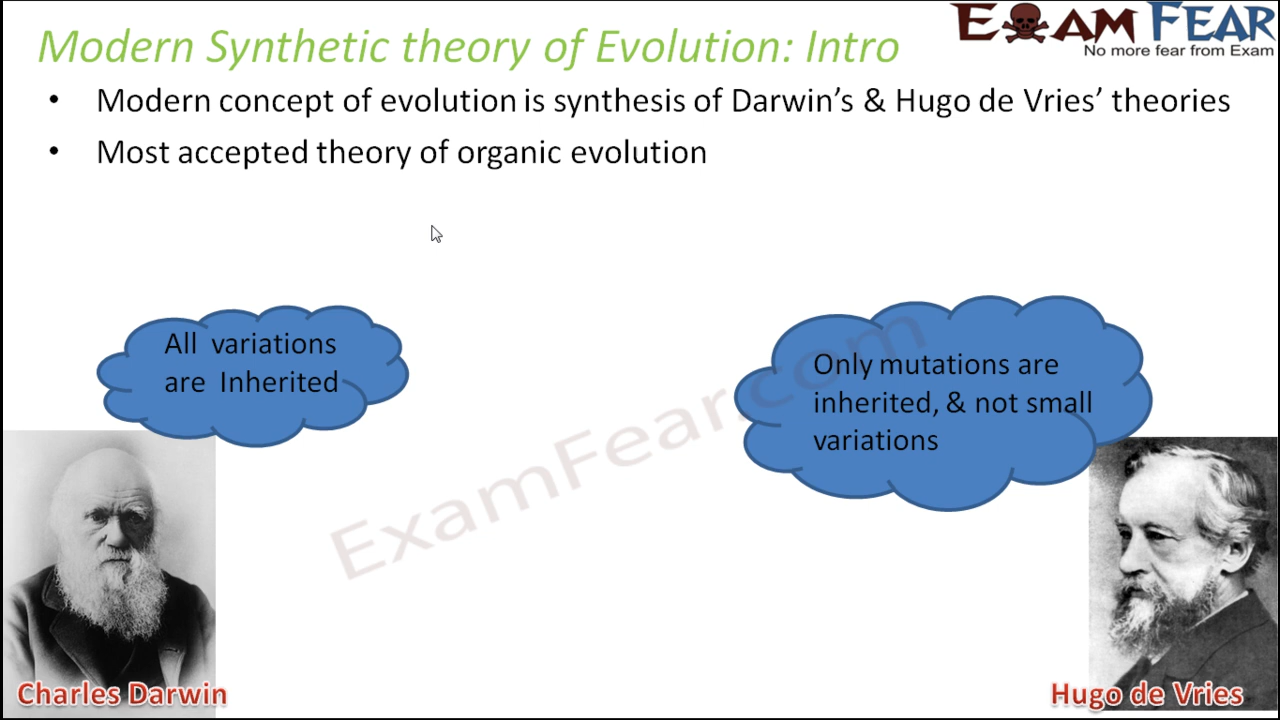 Modern Synthetic theory of Evolution: Intro
EXAM FEAR
No more fear from Exam
• Modern concept of evolution is synthesis of Darwin's & Hugo de Vries' theories
• Most accepted theory of organic evolution
All variations
are Inherited
Only mutations are
inherited, & not small
variations
ExamFear.com
Charles Darwin
Hugo de Vries